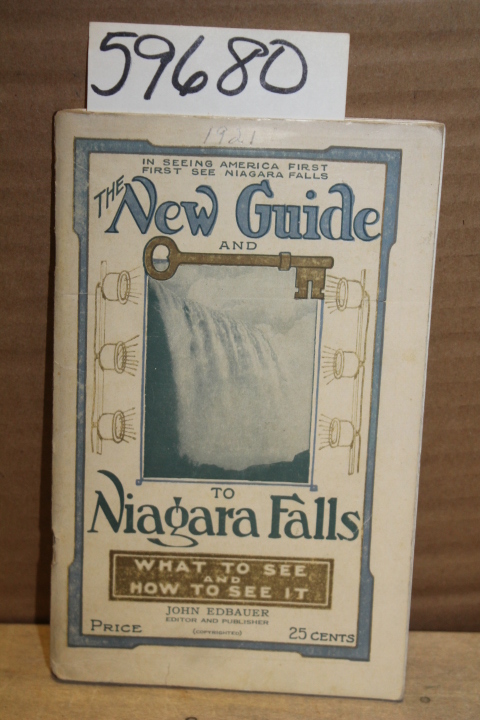 59680
1921
IN SEEING AMERICA FIRST
FIRST SEE NIAGARA FALLS
THE New Guide
AND
TO
Niagara Falls
WHAT TO SEE
AND
HOW TO SEE IT
JOHN EDBAUER
EDITOR AND PUBLISHER
(COPYRIGHTED)
PRICE 25 CENTS